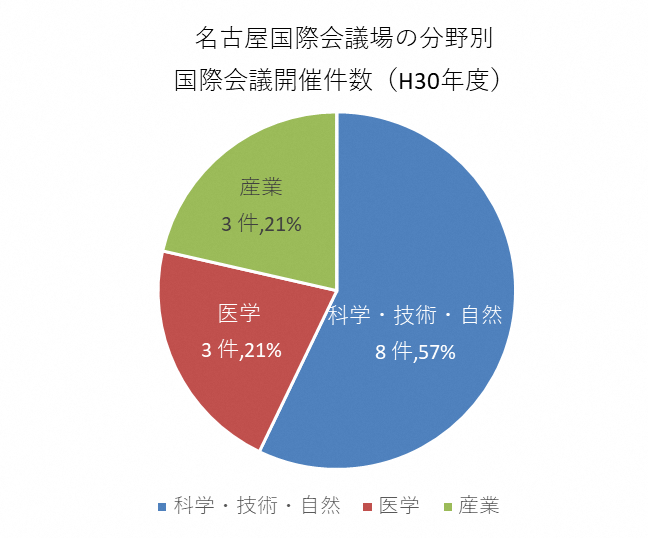 名古屋国際会議場の分野別
国際会議開催件数（H30年度）
産業
3 件,21%
医学
3 件,21%
科学・技術・自然
8 件,57%
科学・技術・自然 医学 産業